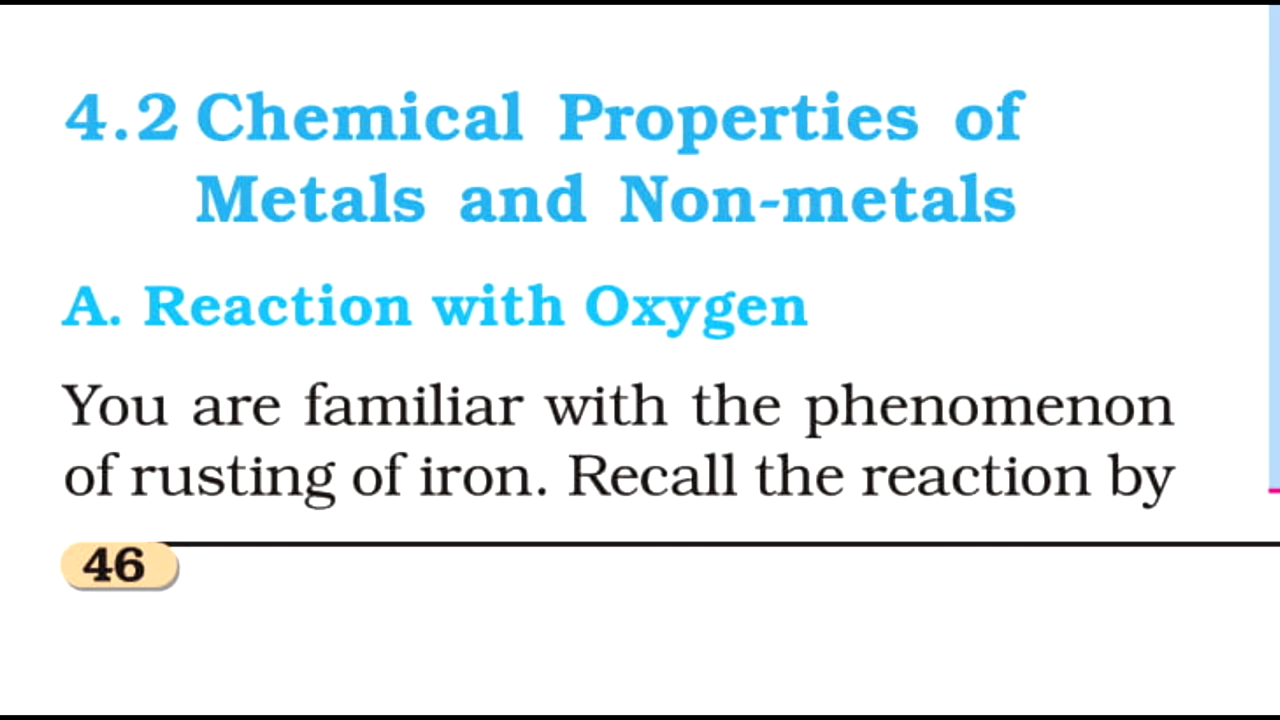 4.2 Chemical Properties of
Metals and Non-metals
A. Reaction with Oxygen
You are familiar with the phenomenon
of rusting of iron. Recall the reaction by
46